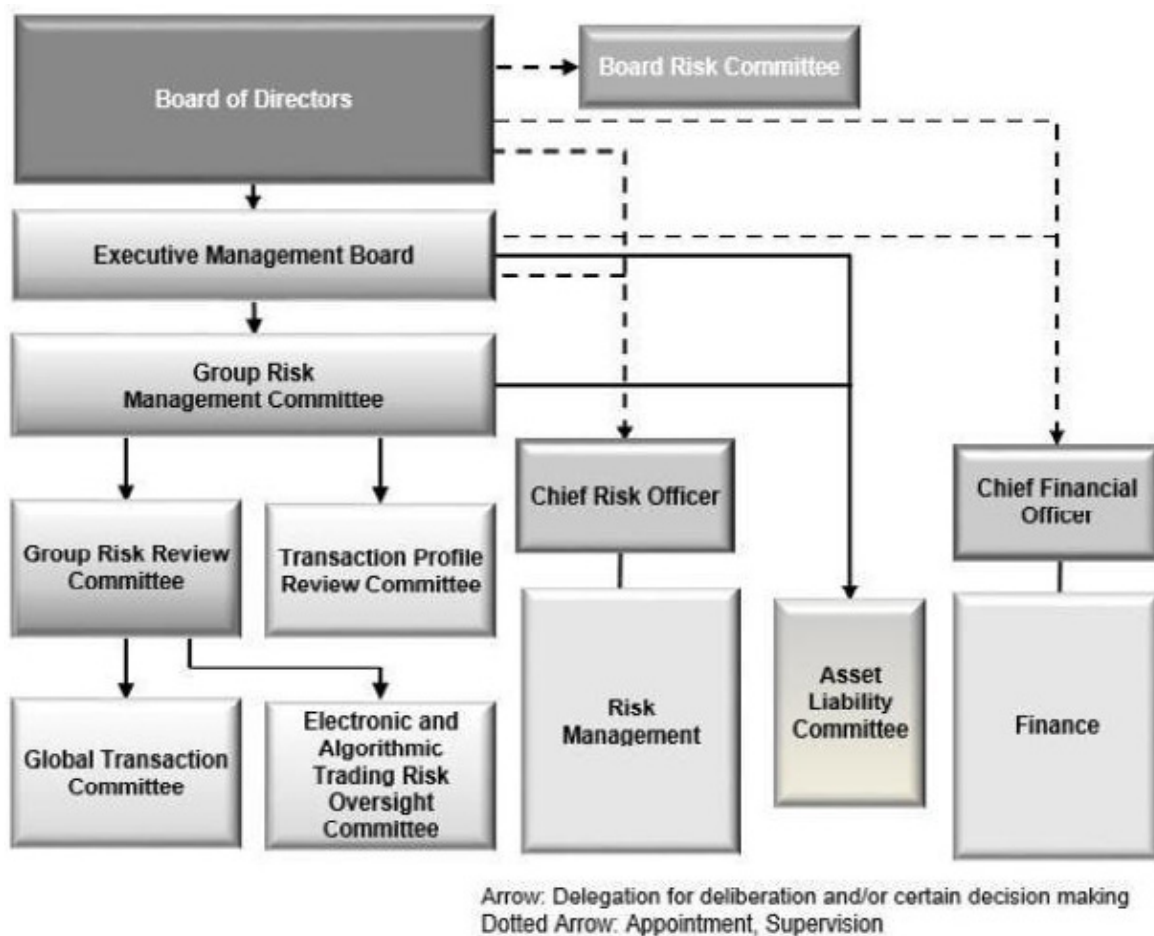 Board of Directors
Board Risk Committee
Executive Management Board
Group Risk
Management Committee
Chief Risk Officer
Chief Financial
Officer
Group Risk Review
Committee
Transaction Profile
Review Committee
Risk
Management
Asset
Liability
Committee
Finance
Global Transaction
Committee
Electronic and
Algorithmic
Trading Risk
Oversight
Committee
Arrow: Delegation for deliberation and/or certain decision making
Dotted Arrow: Appointment, Supervision